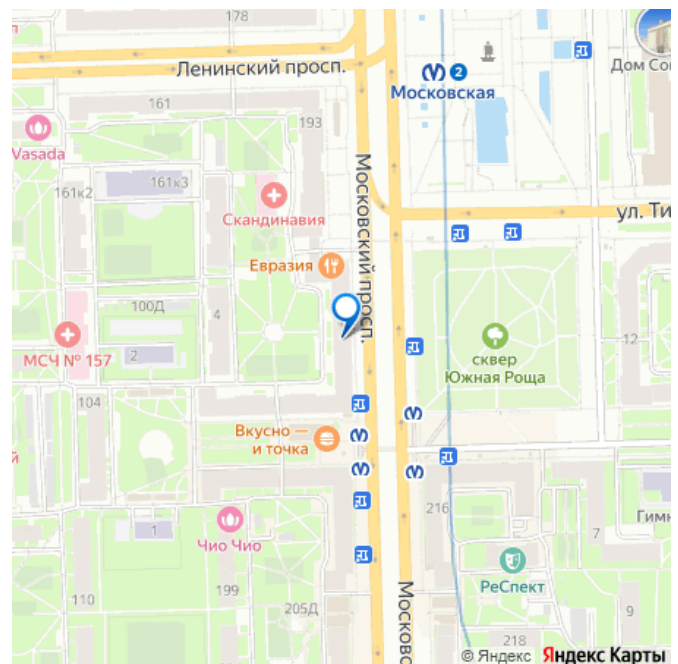 178
Ленинский просп.
2
Московская
Дом Сов
161
193
Vasada
161к2
161к3
Скандинавия
Московский просп.
ул. Ти
Евразия
100Д
4
МСЧ № 157
2
12
сквер
Южная Роща
104
Вкусно —
и точка
й
216
1
Чио Чио
7
Гимн
РеСпект
110
199
205Д
Московс
9
218
© Яндекс Яндекс Карты